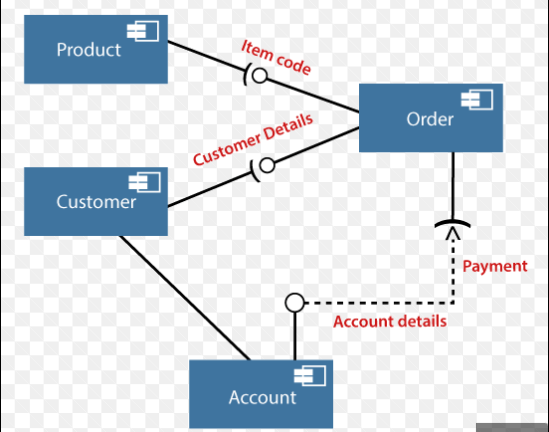 Product
Item code
Order
Customer Details
Customer
Payment
Account details
Account